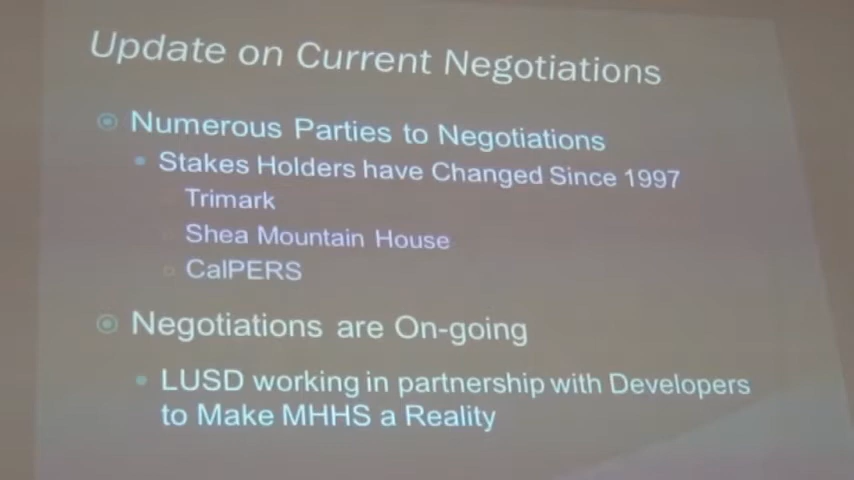 Update on Current Negotiations
Numerous Parties to Negotiations
Stakes Holders have Changed Since 1997
Trimark
Shea Mountain House
CalPERS
Negotiations are On-going
LUSD working in partnership with Developers
to Make MHHS a Reality